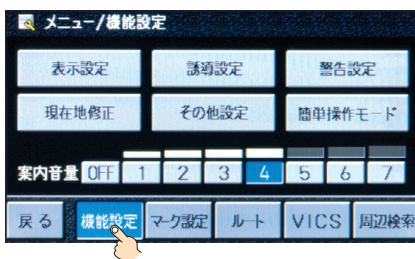 メニュー/機能設定
表示設定 誘導設定 警告設定
現在地修正 その他設定 簡単操作モード
案内音量 OFF 1 2 3 4 5 6 7
戻る 機能設定 マーク設定 ルート VICS 周辺検索